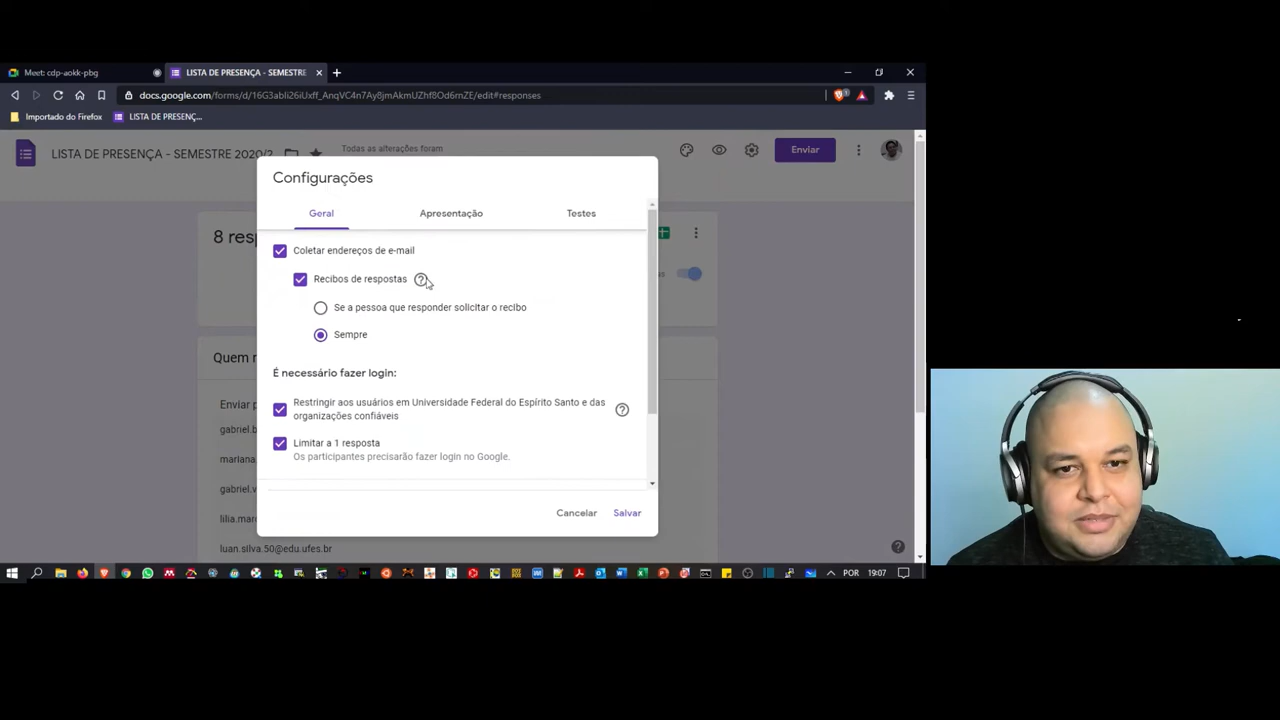 Meet: cdp-aokk-pbg
LISTA DE PRESENÇA - SEMESTRE
docs.google.com/forms/d/16G3abIi26iUxff_AnqVC4n7Ay8jmAkmUZhf8Od6rnZE/edit#responses
Importado do Firefox
LISTA DE PRESENÇ...
LISTA DE PRESENÇA - SEMESTRE 2020/2
Todas as alterações foram
Enviar
Configurações
Geral
Apresentação
Testes
8 resp
Coletar endereços de e-mail
Recibos de respostas
Se a pessoa que responder solicitar o recibo
Sempre
Quem
É necessário fazer login:
Restringir aos usuários em Universidade Federal do Espírito Santo e das
organizações confiáveis
Limitar a 1 resposta
Os participantes precisarão fazer login no Google.
Enviar p
gabriel.b
mariana.
gabriel.v
lilia.mar
luan.silva.50@edu.ufes.br
Cancelar
Salvar
POR
19:07